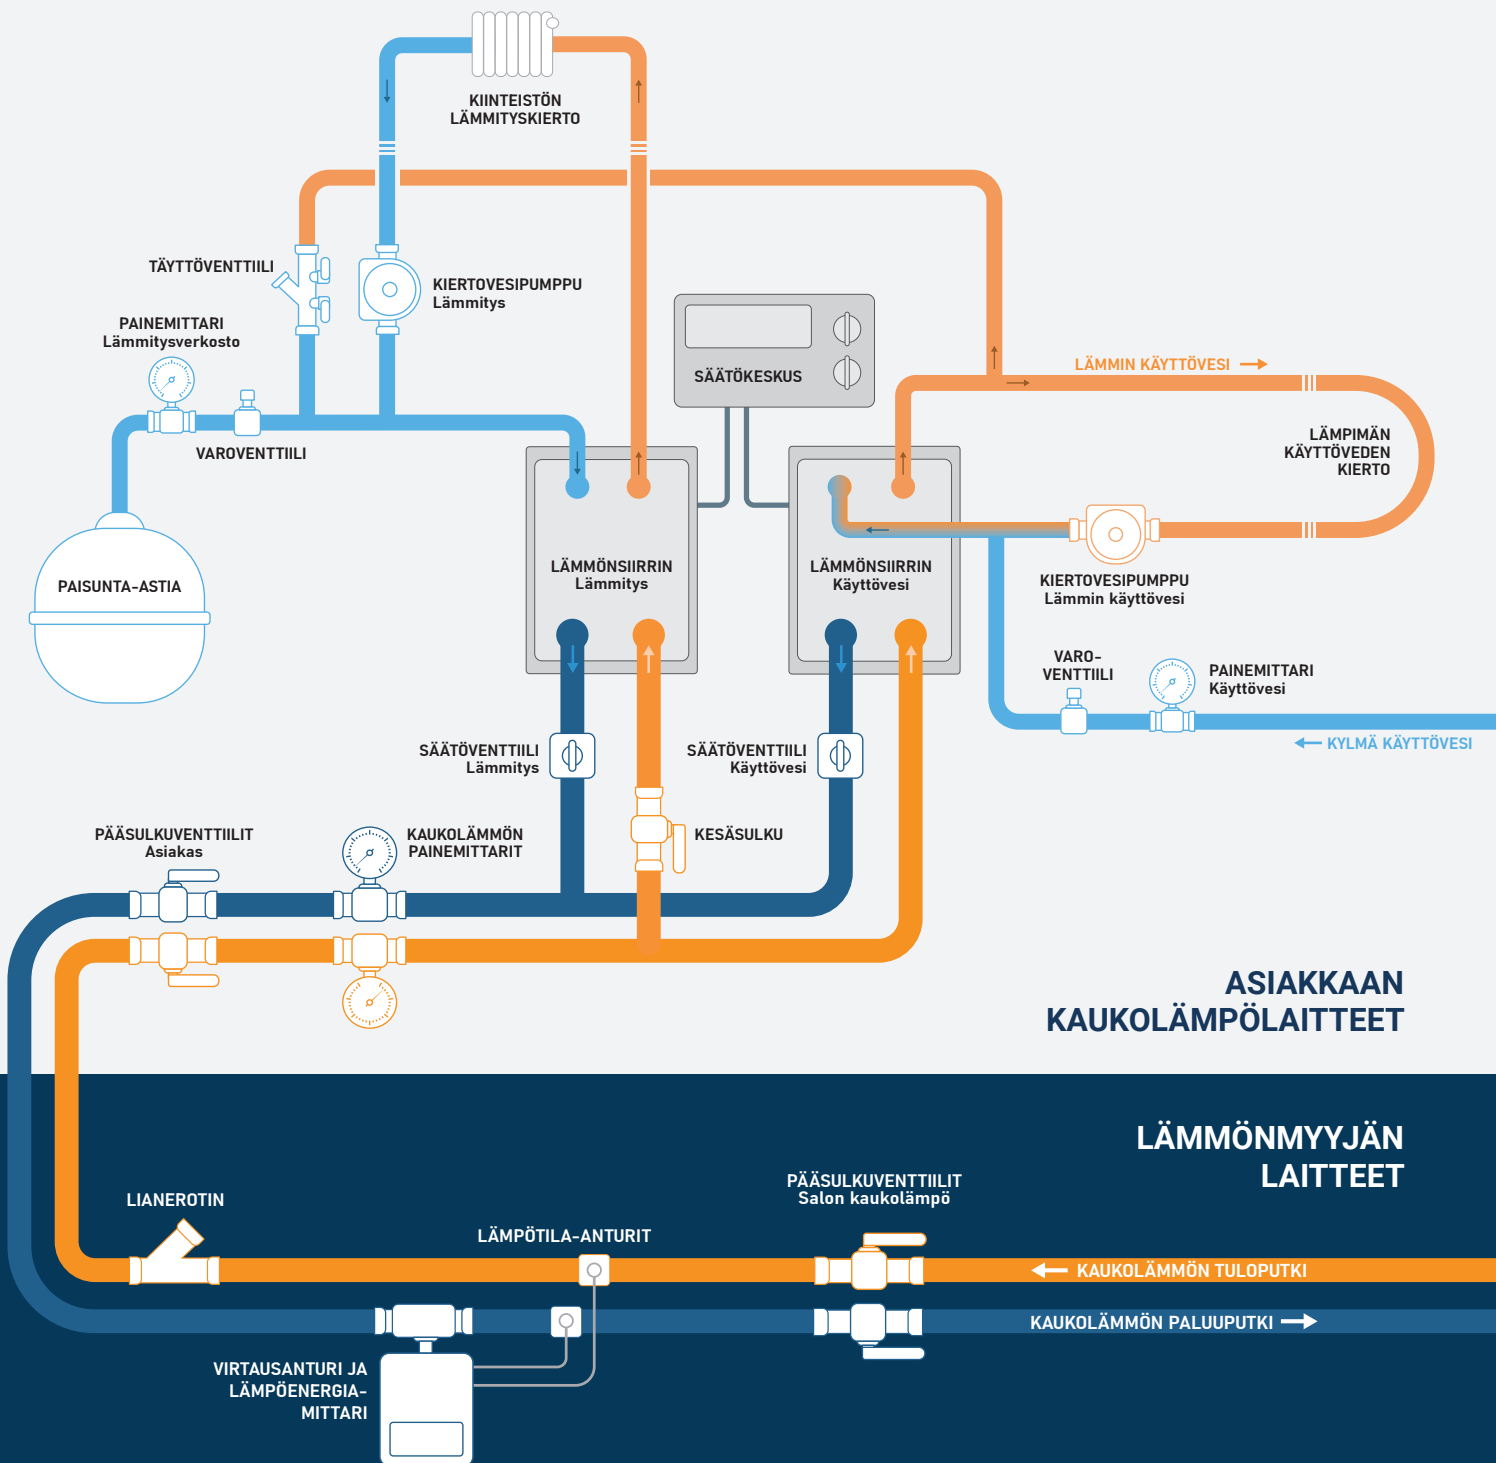 KIINTEISTÖN
LÄMMITYSKIERTO
TÄYTTÖVENTTIILI
KIERTOVESIPUMPPU
Lämmitys
PAINEMITTARI
Lämmitysverkosto
SÄÄTÖKESKUS
LÄMMIN KÄYTTÖVESI
VAROVENTTIILI
LÄMPIMÄN
KÄYTTÖVEDEN
KIERTO
PAISUNTA-ASTIA
LÄMMÖNSIIRRIN
Lämmitys
LÄMMÖNSIIRRIN
Käyttövesi
KIERTOVESIPUMPPU
Lämmin käyttövesi
VARO-
VENTTIILI
PAINEMITTARI
Käyttövesi
KYLMÄ KÄYTTÖVESI
SÄÄTÖVENTTIILI
Lämmitys
SÄÄTÖVENTTIILI
Käyttövesi
PÄÄSULKUVENTTIILIT
Asiakas
KAUKOLÄMMÖN
PAINEMITTARIT
KESÄSULKU
ASIAKKAAN
KAUKOLÄMPÖLAITTEET
LÄMMÖNMYYJÄN
LAITTEET
LIANEROTIN
LÄMPÖTILA-ANTURIT
PÄÄSULKUVENTTIILIT
Salon kaukolämpö
KAUKOLÄMMÖN TULOPUTKI
KAUKOLÄMMÖN PALUUPUTKI
VIRTAUSANTURI JA
LÄMPÖENERGIA-
MITTARI